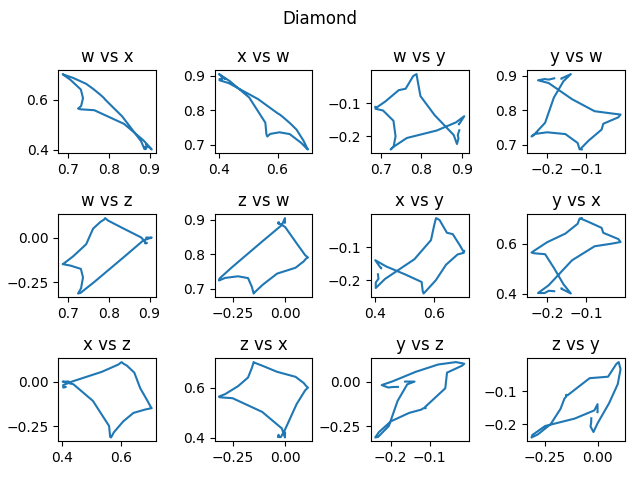 Diamond
w vs x
x vs w
w vs y
y vs w
0.6
0.4
0.7 0.8 0.9
0.9
0.8
0.7
0.4 0.6
−0.1
−0.2
0.7 0.8 0.9
0.9
0.8
0.7
−0.2 −0.1
w vs z
z vs w
x vs y
y vs x
0.00
−0.25
0.7 0.8 0.9
0.9
0.8
0.7
−0.25 0.00
−0.1
−0.2
0.4 0.6
0.6
0.4
−0.2 −0.1
x vs z
z vs x
y vs z
z vs y
0.00
−0.25
0.4 0.6
0.6
0.4
−0.25 0.00
0.00
−0.25
−0.2 −0.1
−0.1
−0.2
−0.25 0.00